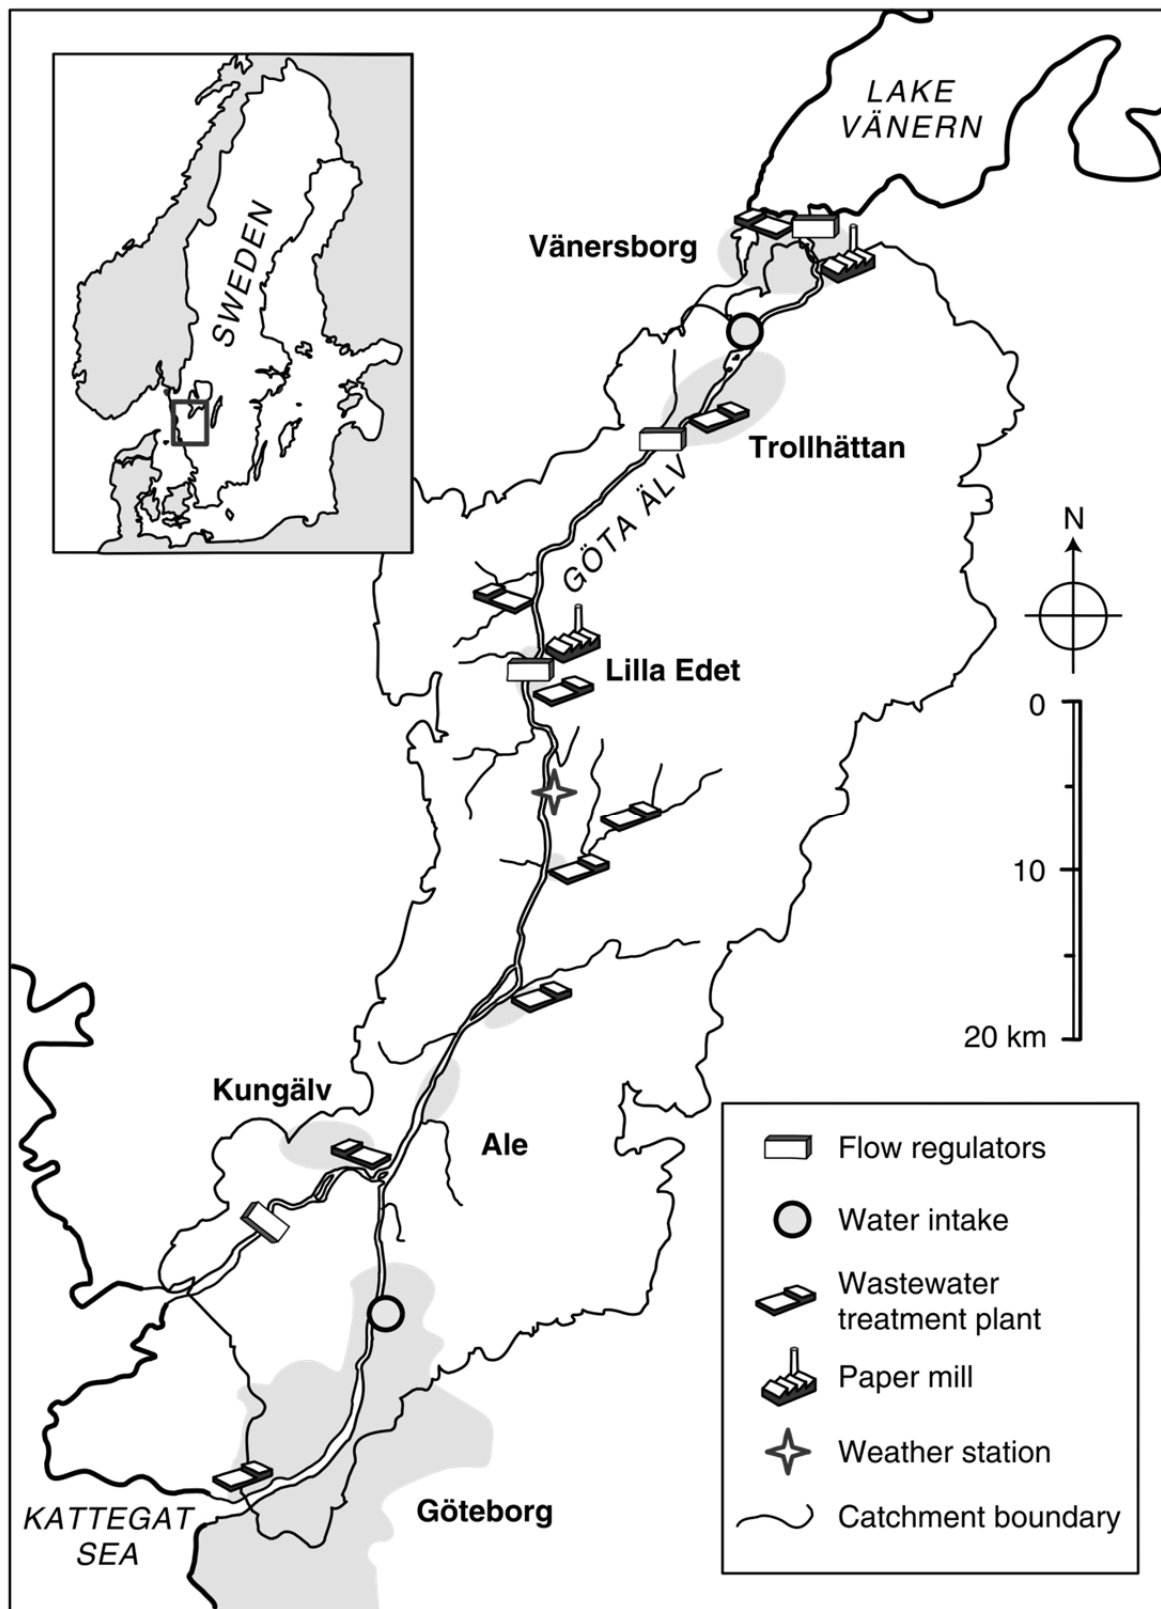 LAKE
VÄNERN
SWEDEN
Vänersborg
Trollhättan
GÖTA ÄLV
N
Lilla Edet
0
10
20 km
Kungälv
Ale
Flow regulators
Water intake
Wastewater
treatment plant
Paper mill
Weather station
Catchment boundary
Göteborg
KATTEGAT
SEA